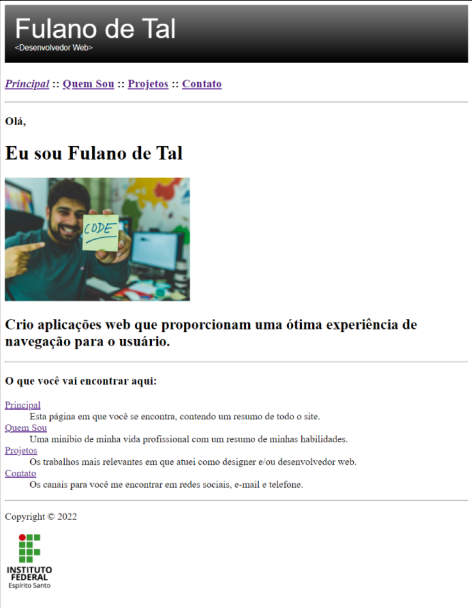 Fulano de Tal
<Desenvolvedor Web>
Principal :: Quem Sou :: Projetos :: Contato
Olá,
Eu sou Fulano de Tal
CODE
Crio aplicações web que proporcionam uma ótima experiência de
navegação para o usuário.
O que você vai encontrar aqui:
Principal
Esta página em que você se encontra, contendo um resumo de todo o site.
Quem Sou
Uma minibio de minha vida profissional com um resumo de minhas habilidades.
Projetos
Os trabalhos mais relevantes em que atuei como designer e/ou desenvolvedor web.
Contato
Os canais para você me encontrar em redes sociais, e-mail e telefone.
Copyright © 2022
INSTITUTO
FEDERAL
Espírito Santo